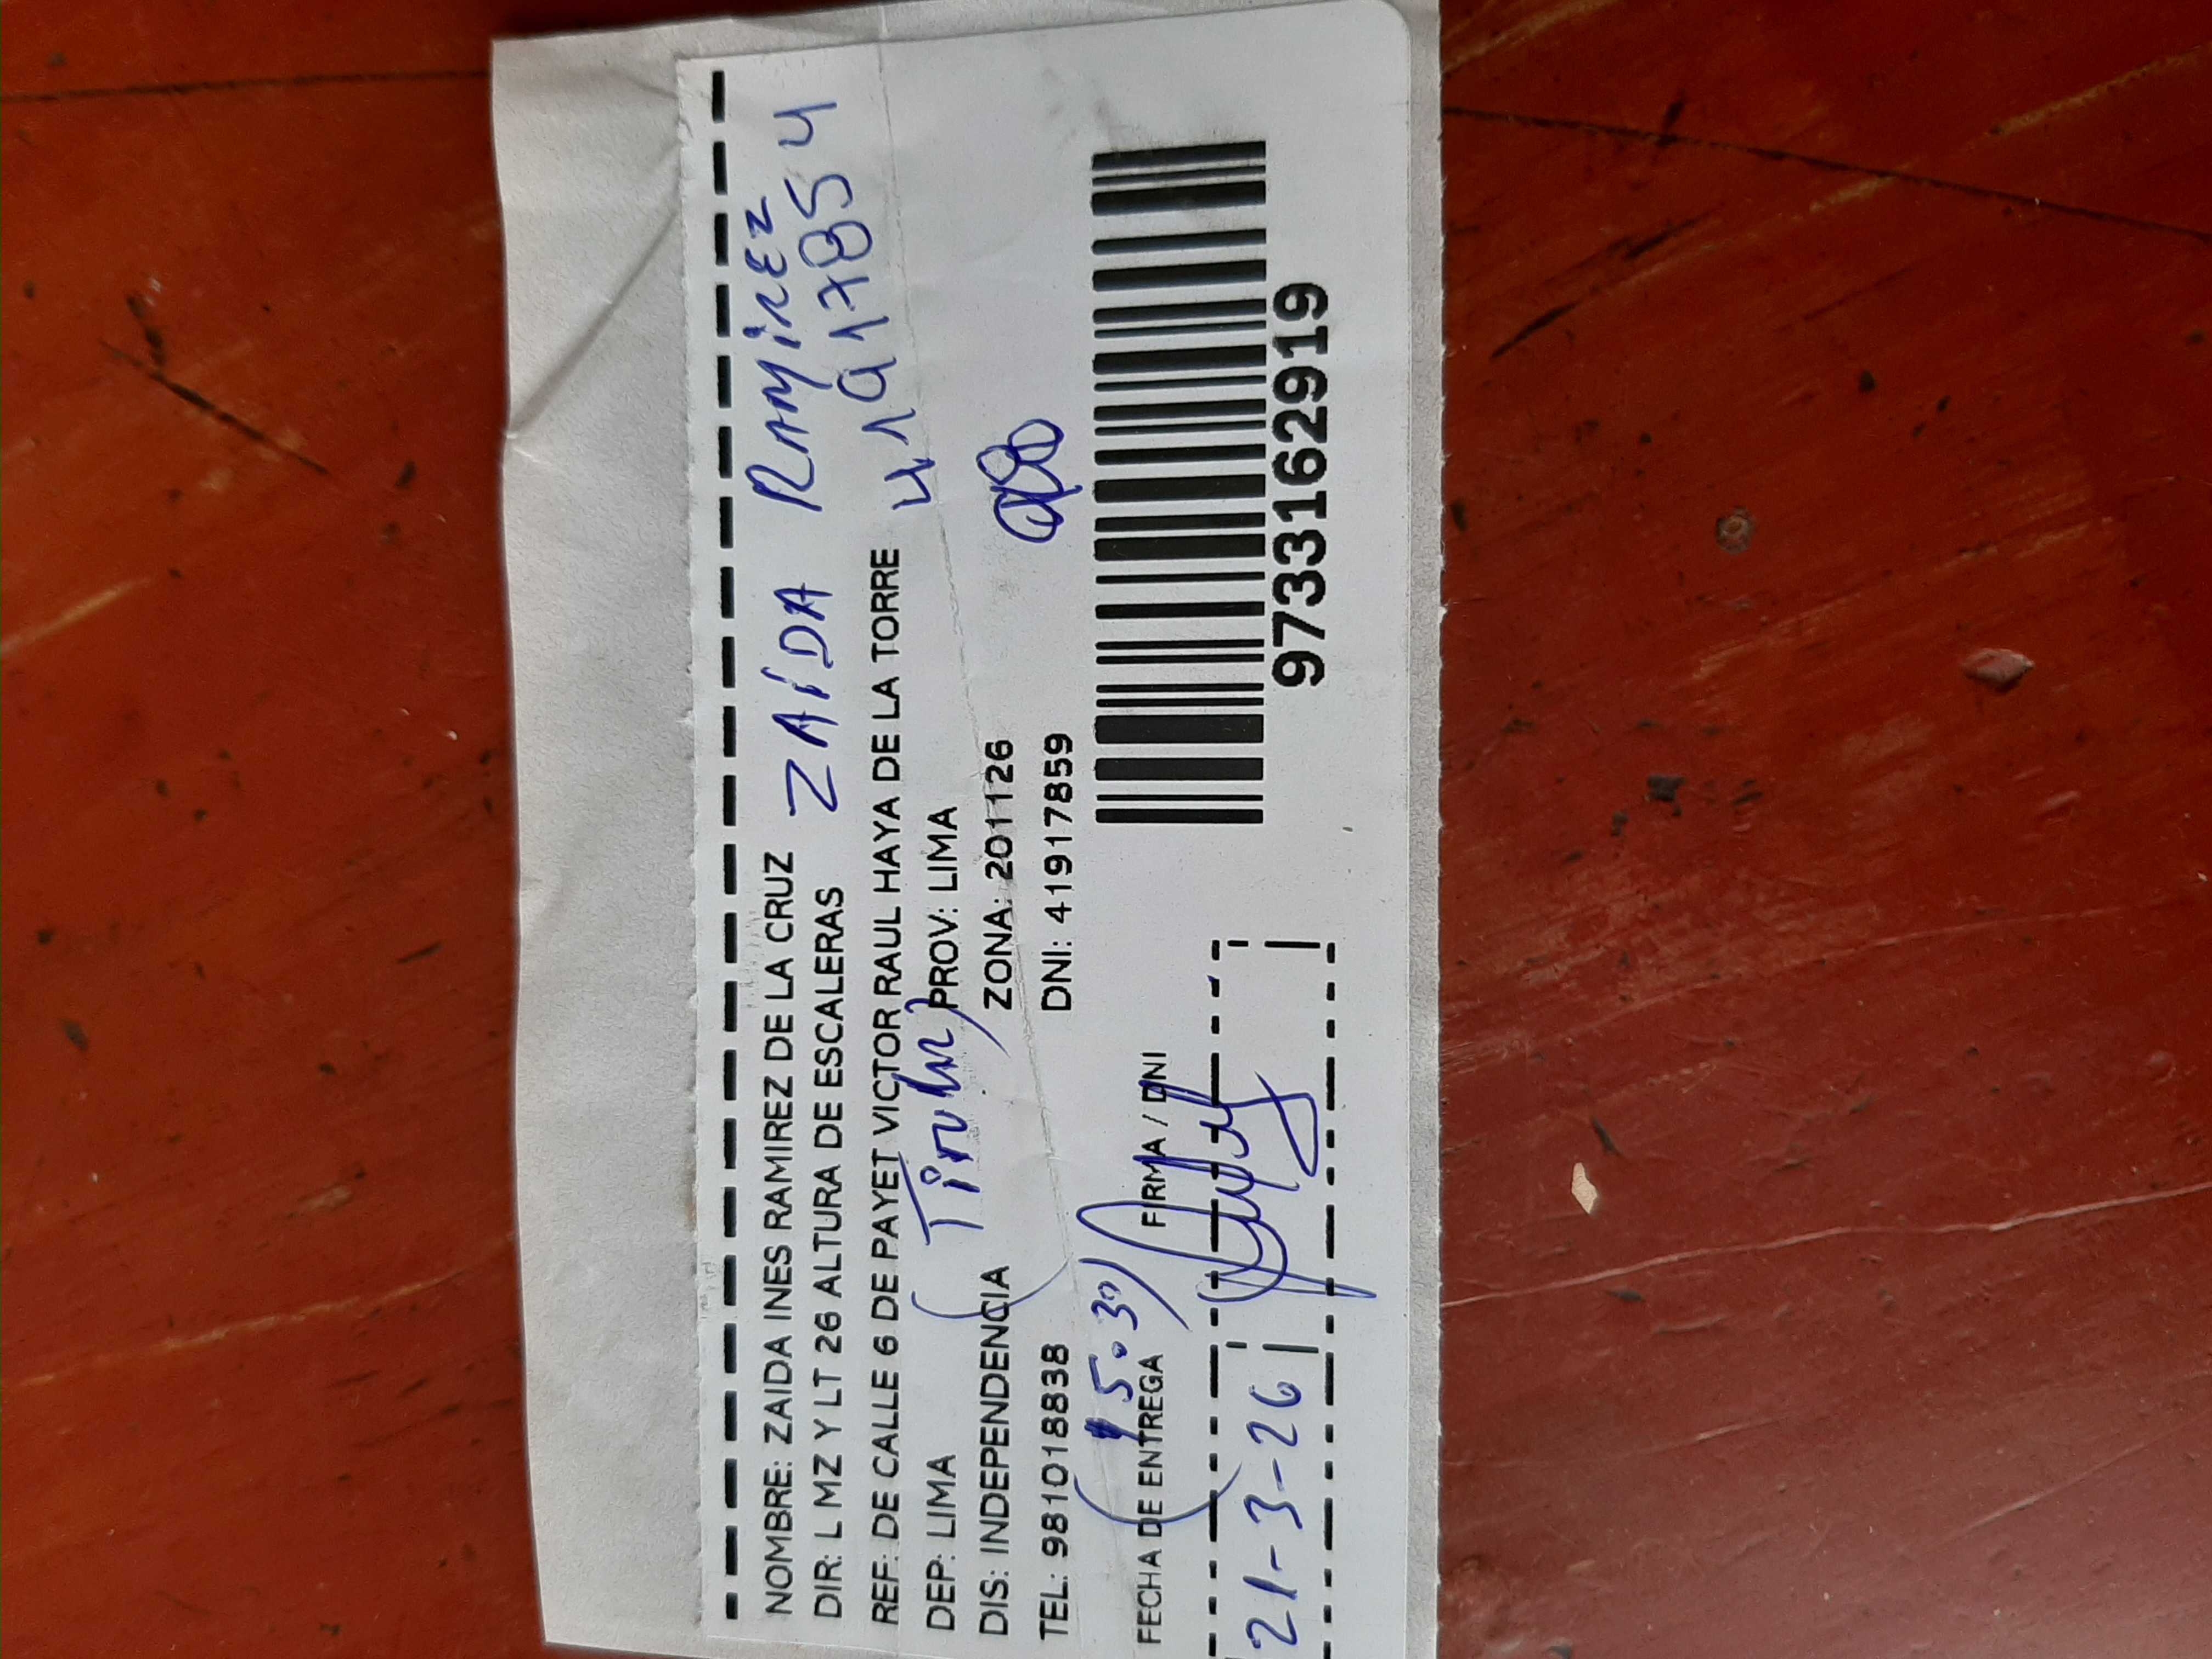 NOMBRE: ZAIDA INES RAMIREZ DE LA CRUZ
ZAIDA RAMIREZ
DIR: L MZ Y LT 26 ALTURA DE ESCALERAS
41917854
REF: DE CALLE 6 DE PAYET VICTOR RAUL HAYA DE LA TORRE
DEP: LIMA
PROV: LIMA
DIS: INDEPENDENCIA
ZONA: 201126
TEL: 981018838
DNI: 41917859
5:30
FECHA DE ENTREGA
FIRMA / DNI
21-3-26
9733162919